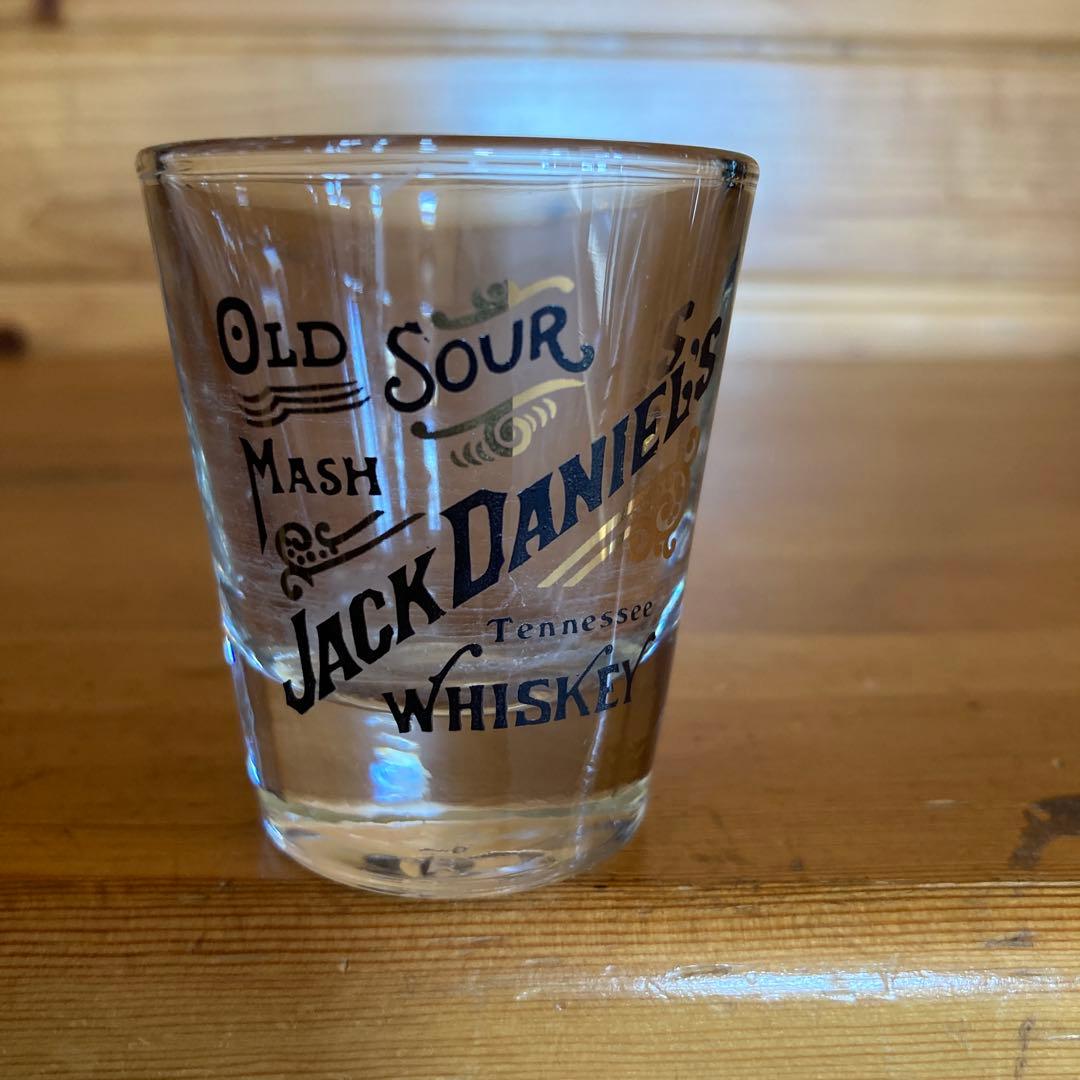 OLD SOUR
MASH
JACK DANIEL'S
Tennessee
WHISKEY